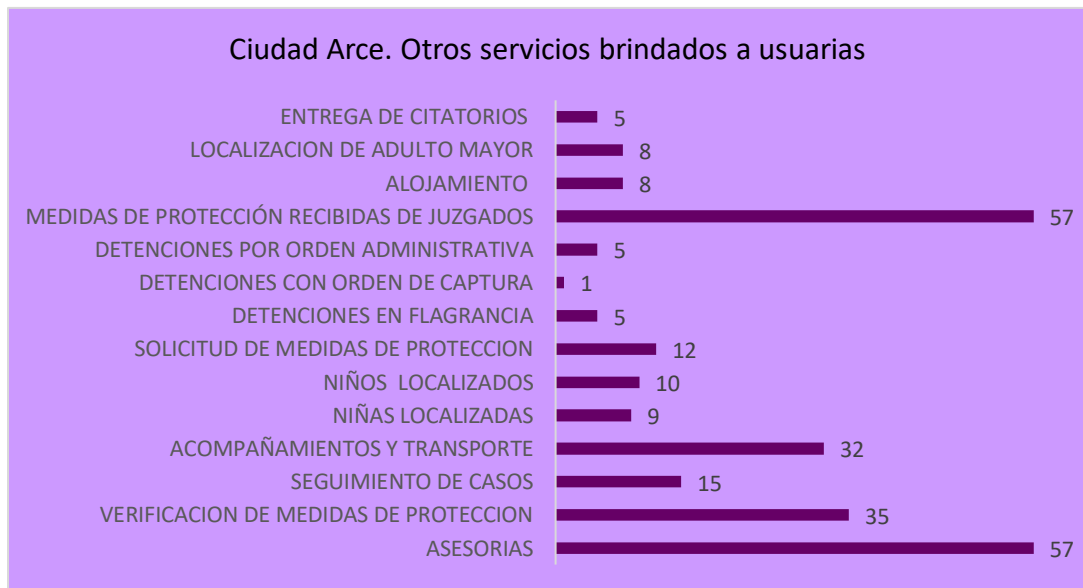 Ciudad Arce. Otros servicios brindados a usuarias
ENTREGA DE CITATORIOS 5
LOCALIZACION DE ADULTO MAYOR 8
ALOJAMIENTO 8
MEDIDAS DE PROTECCIÓN RECIBIDAS DE JUZGADOS 57
DETENCIONES POR ORDEN ADMINISTRATIVA 5
DETENCIONES CON ORDEN DE CAPTURA 1
DETENCIONES EN FLAGRANCIA 5
SOLICITUD DE MEDIDAS DE PROTECCION 12
NIÑOS LOCALIZADOS 10
NIÑAS LOCALIZADAS 9
ACOMPAÑAMIENTOS Y TRANSPORTE 32
SEGUIMIENTO DE CASOS 15
VERIFICACION DE MEDIDAS DE PROTECCION 35
ASESORIAS 57